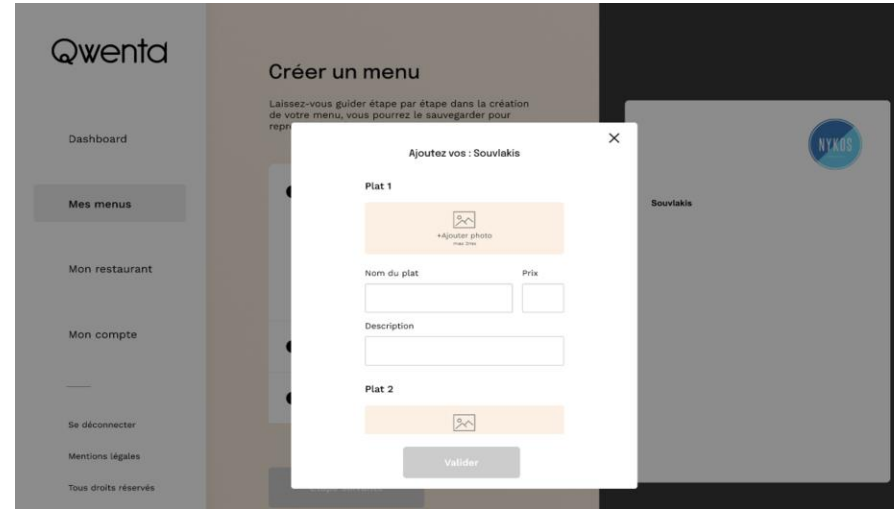 Qwenta
Dashboard
Mes menus
Mon restaurant
Mon compte
Se déconnecter
Mentions légales
Tous droits réservés
Créer un menu
Laissez-vous guider étape par étape dans la création
de votre menu, vous pourrez le sauvegarder pour
Ajoutez vos : Souvlakis
Plat 1
+Ajouter photo
Nom du plat
Prix
Description
Plat 2
Valider
NYKOS
Souvlakis